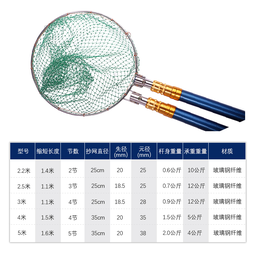 型号 缩短长度 节数 抄网直径 先径(mm) 元径(mm) 杆身重量 承重重量 材质
2.2米 1.4米 2节 25cm 20 25 0.6公斤 10公斤 玻璃钢纤维
2.5米 1.1米 3节 25cm 18.5 25 0.7公斤 12公斤 玻璃钢纤维
3米 1.1米 4节 25cm 18.5 28 0.9公斤 12公斤 玻璃钢纤维
4米 1.5米 4节 35cm 20 35 1.5公斤 5公斤 玻璃钢纤维
5米 1.6米 5节 35cm 20 38 2.0公斤 4公斤 玻璃钢纤维